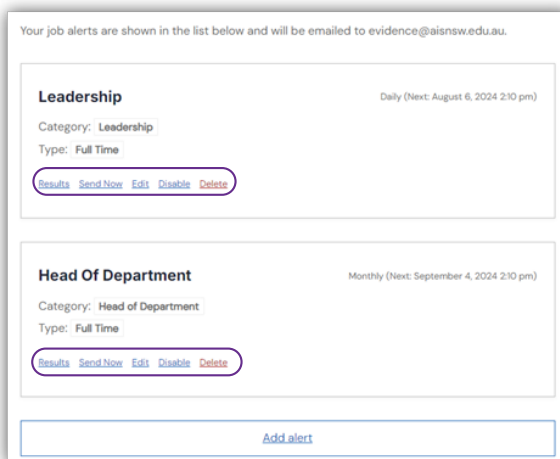 Your job alerts are shown in the list below and will be emailed to evidence@aisnsw.edu.au.
Leadership
Daily (Next: August 6, 2024 2:10 pm)
Category: Leadership
Type: Full Time
Results Send Now Edit Disable Delete
Head Of Department
Monthly (Next: September 4, 2024 2:10 pm)
Category: Head of Department
Type: Full Time
Results Send Now Edit Disable Delete
Add alert